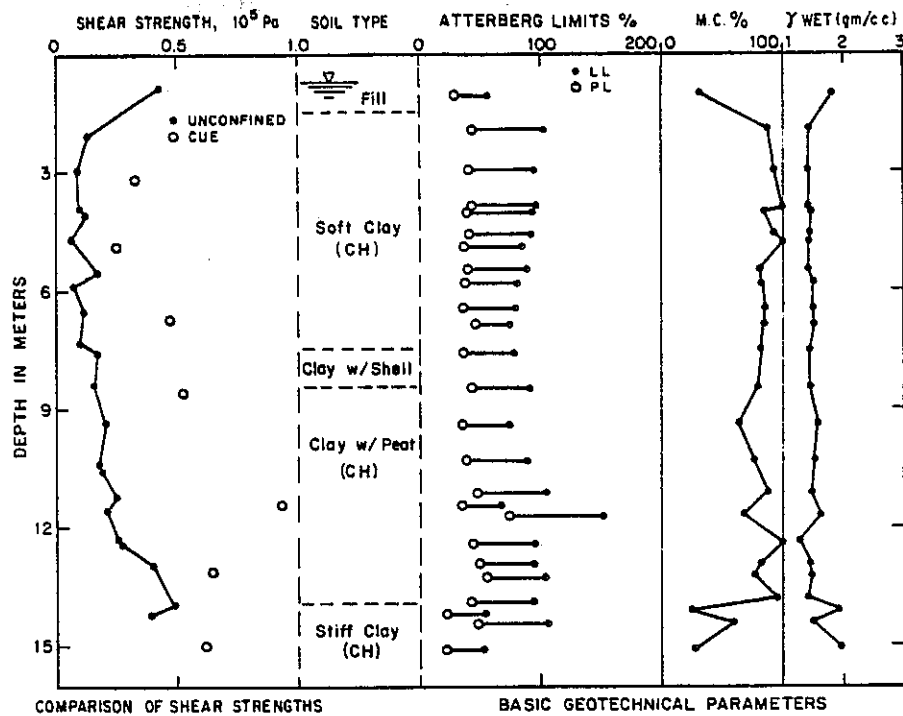 SHEAR STRENGTH, 10⁵ Pa
SOIL TYPE
ATTERBERG LIMITS %
M.C. %
γ WET (gm/cc)
0 0.5 1.0
0 100 200
0 100
1 2 3
DEPTH IN METERS
3
6
9
12
15
UNCONFINED
CUE
Fill
Soft Clay
(CH)
Clay w/Shell
Clay w/Peat
(CH)
Stiff Clay
(CH)
LL
PL
COMPARISON OF SHEAR STRENGTHS
BASIC GEOTECHNICAL PARAMETERS